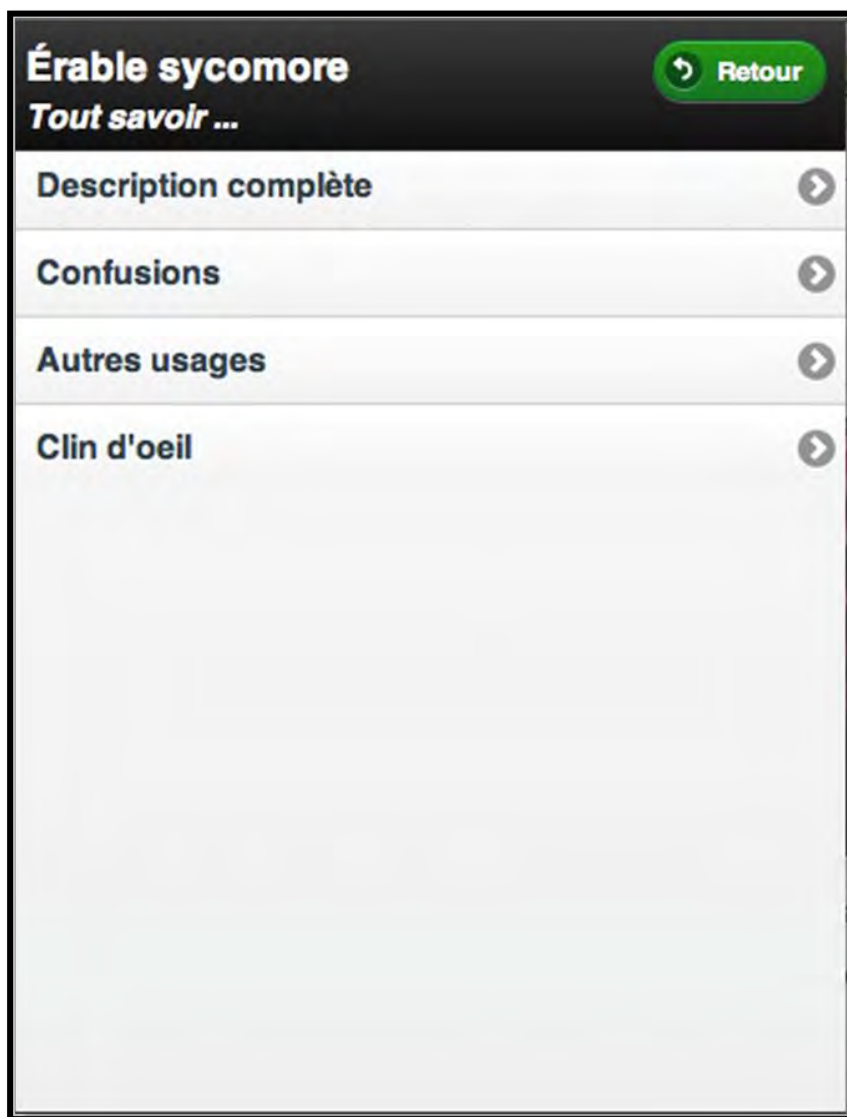 Érable sycomore
Retour
Tout savoir ...
Description complète
Confusions
Autres usages
Clin d'oeil